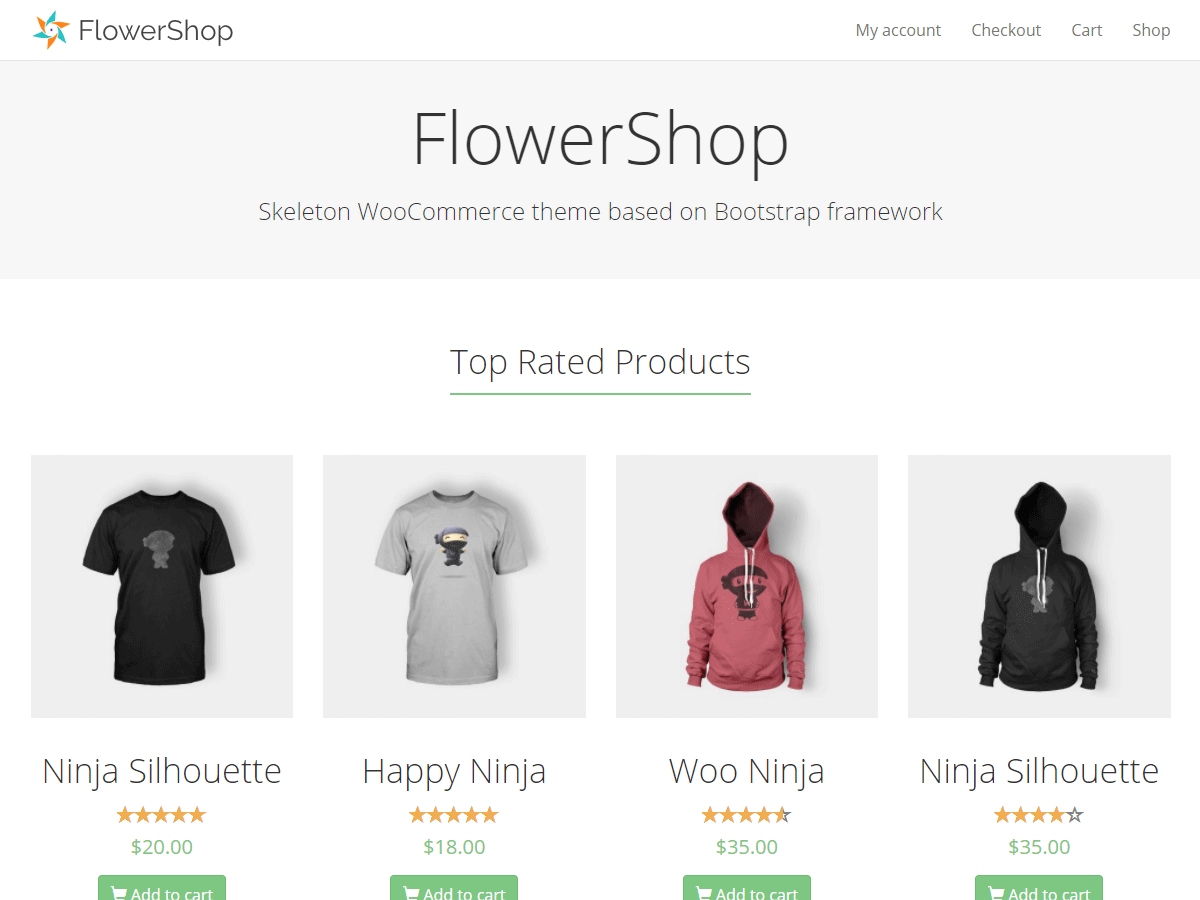 FlowerShop
My account
Checkout
Cart
Shop
FlowerShop
Skeleton WooCommerce theme based on Bootstrap framework
Top Rated Products
Ninja Silhouette
$20.00
Add to cart
Happy Ninja
$18.00
Add to cart
Woo Ninja
$35.00
Add to cart
Ninja Silhouette
$35.00
Add to cart